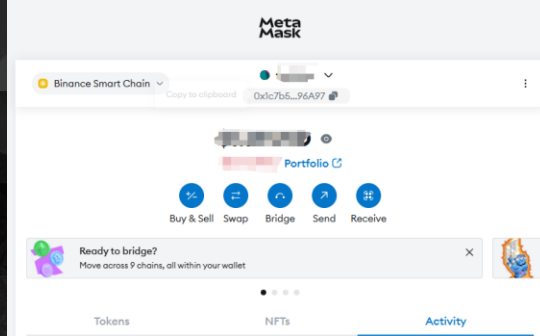 Meta
Mask
Binance Smart Chain
Copy to clipboard
0x1c7b5...96A97
Portfolio
Buy & Sell Swap Bridge Send Receive
Ready to bridge?
Move across 9 chains, all within your wallet
Tokens NFTs Activity